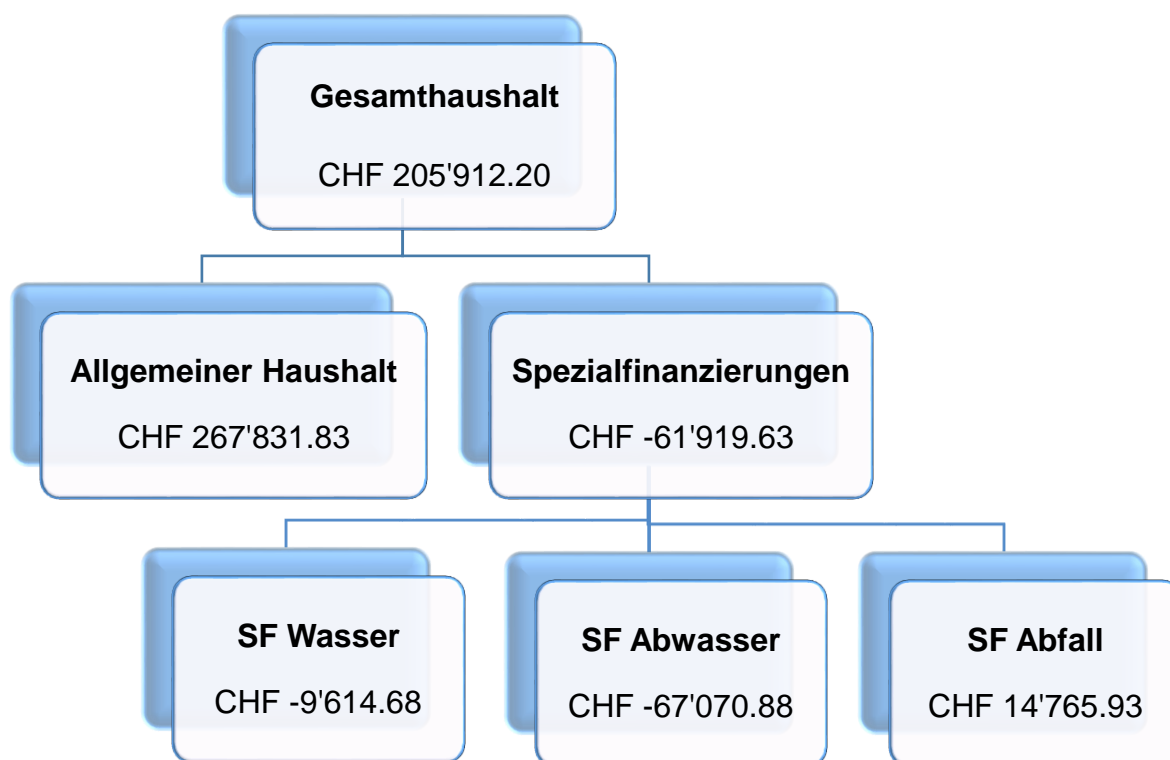 Gesamthaushalt
CHF 205'912.20
Allgemeiner Haushalt
CHF 267'831.83
Spezialfinanzierungen
CHF -61'919.63
SF Wasser
CHF -9'614.68
SF Abwasser
CHF -67'070.88
SF Abfall
CHF 14'765.93